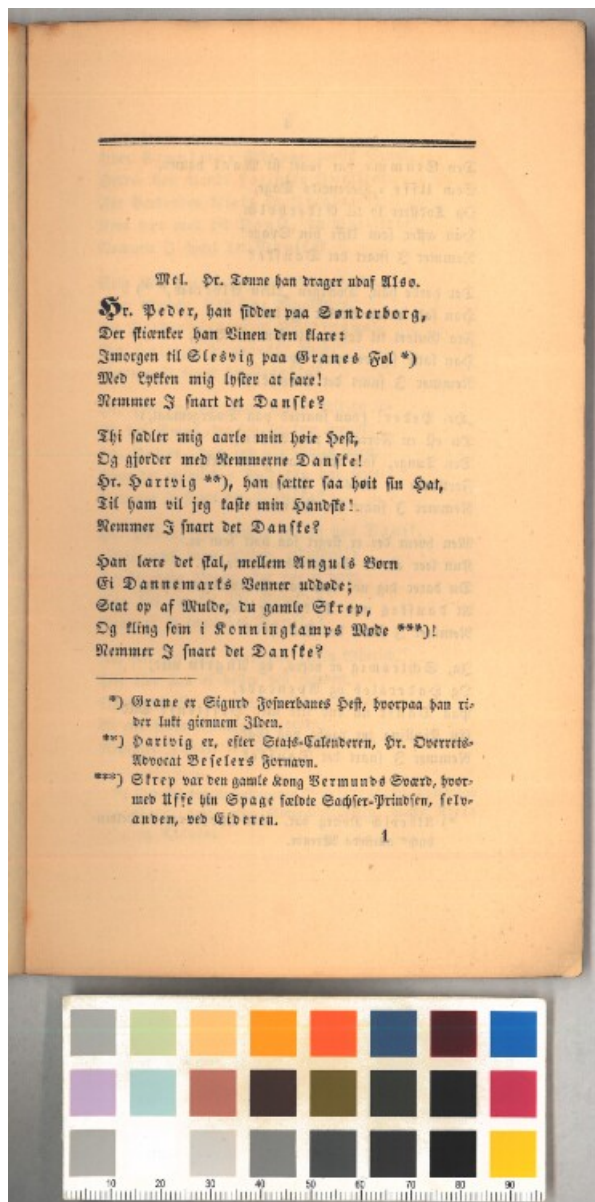 Mel. Hr. Tønne han drager udaf Alsø.
Hr. Peder, han sidder paa Sønderborg,
Der skiænker han Vinen den klare:
Imorgen til Slesvig paa Granes Føl *)
Med Lykken mig lyster at fare!
Nemmer I snart det Danske?
Thi sadler mig aarle min høie Hest,
Og gjorder med Remmerne Danske!
Hr. Hartvig **), han sætter saa høit sin Hat,
Til ham vil jeg kaste min Handske!
Nemmer I snart det Danske?
Han lære det skal, mellem Anguls Børn
Ei Dannemarks Venner uddøde;
Stat op af Mulde, du gamle Skrep,
Og kling som i Konningkamps Møde ***)!
Nemmer I snart det Danske?
*) Grane er Sigurd Fofnerbanes Hest, hvorpaa han ri-
der lukt giennem Ilden.
**) Hartvig er, efter Stats-Calenderen, Hr. Overrets-
Advocat Beselers Fornavn.
***) Skrep var den gamle Kong Vermunds Sværd, hvor-
med Uffe hin Spage fældte Sachser-Prindsen, selv-
anden, ved Eideren.
1
10 20 30 40 50 60 70 80 90